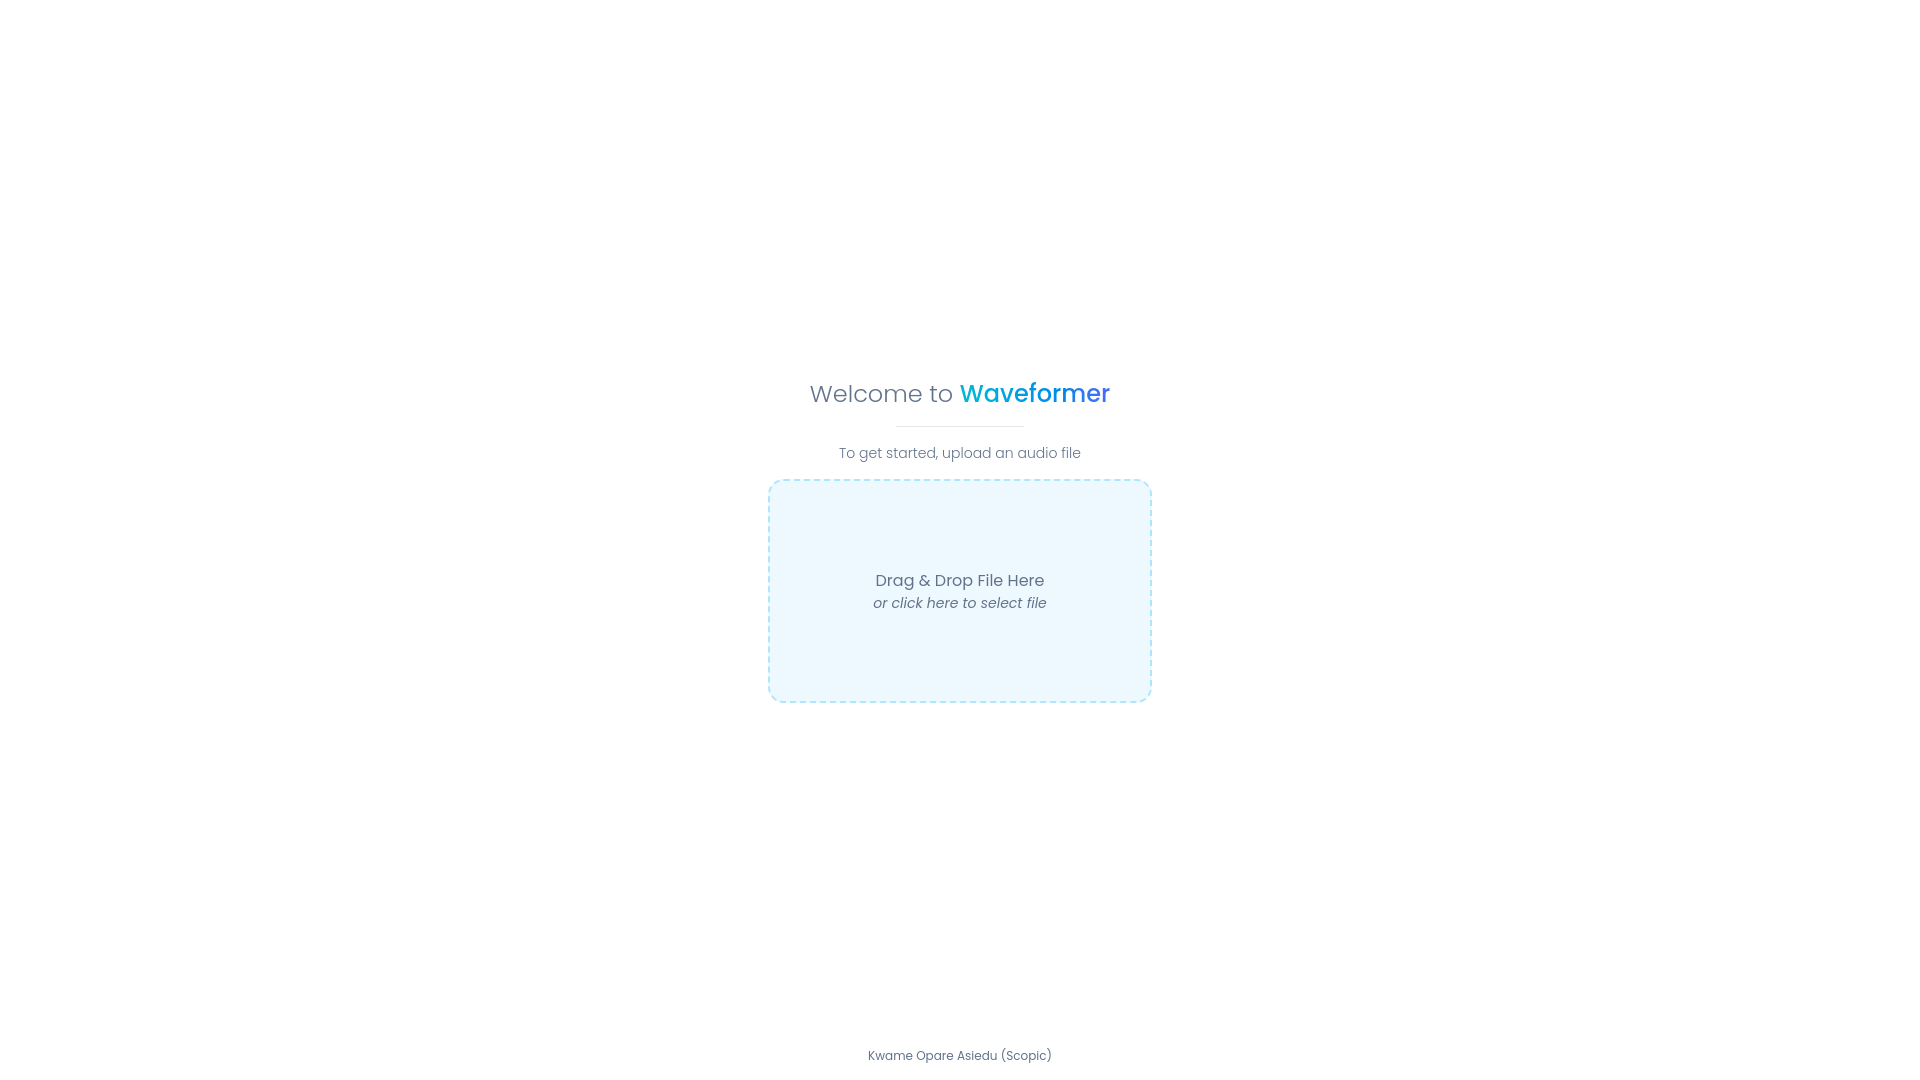 Welcome to Waveformer
To get started, upload an audio file
Drag & Drop File Here
or click here to select file
Kwame Opare Asiedu (Scopic)